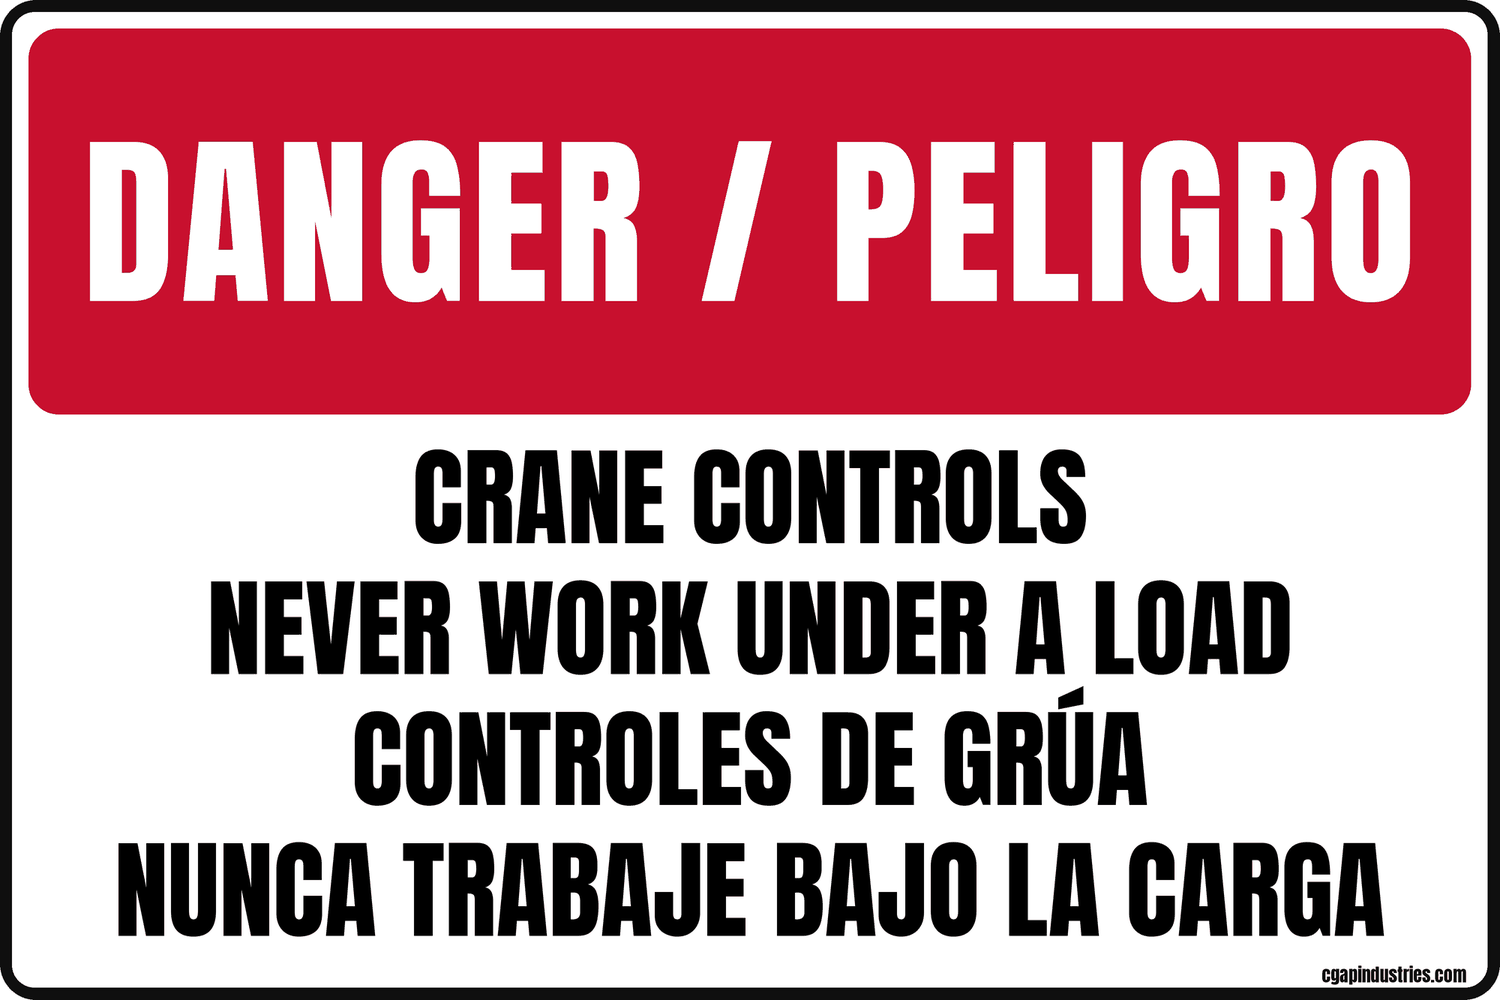 DANGER / PELIGRO
CRANE CONTROLS
NEVER WORK UNDER A LOAD
CONTROLES DE GRÚA
NUNCA TRABAJE BAJO LA CARGA
cgapindustries.com